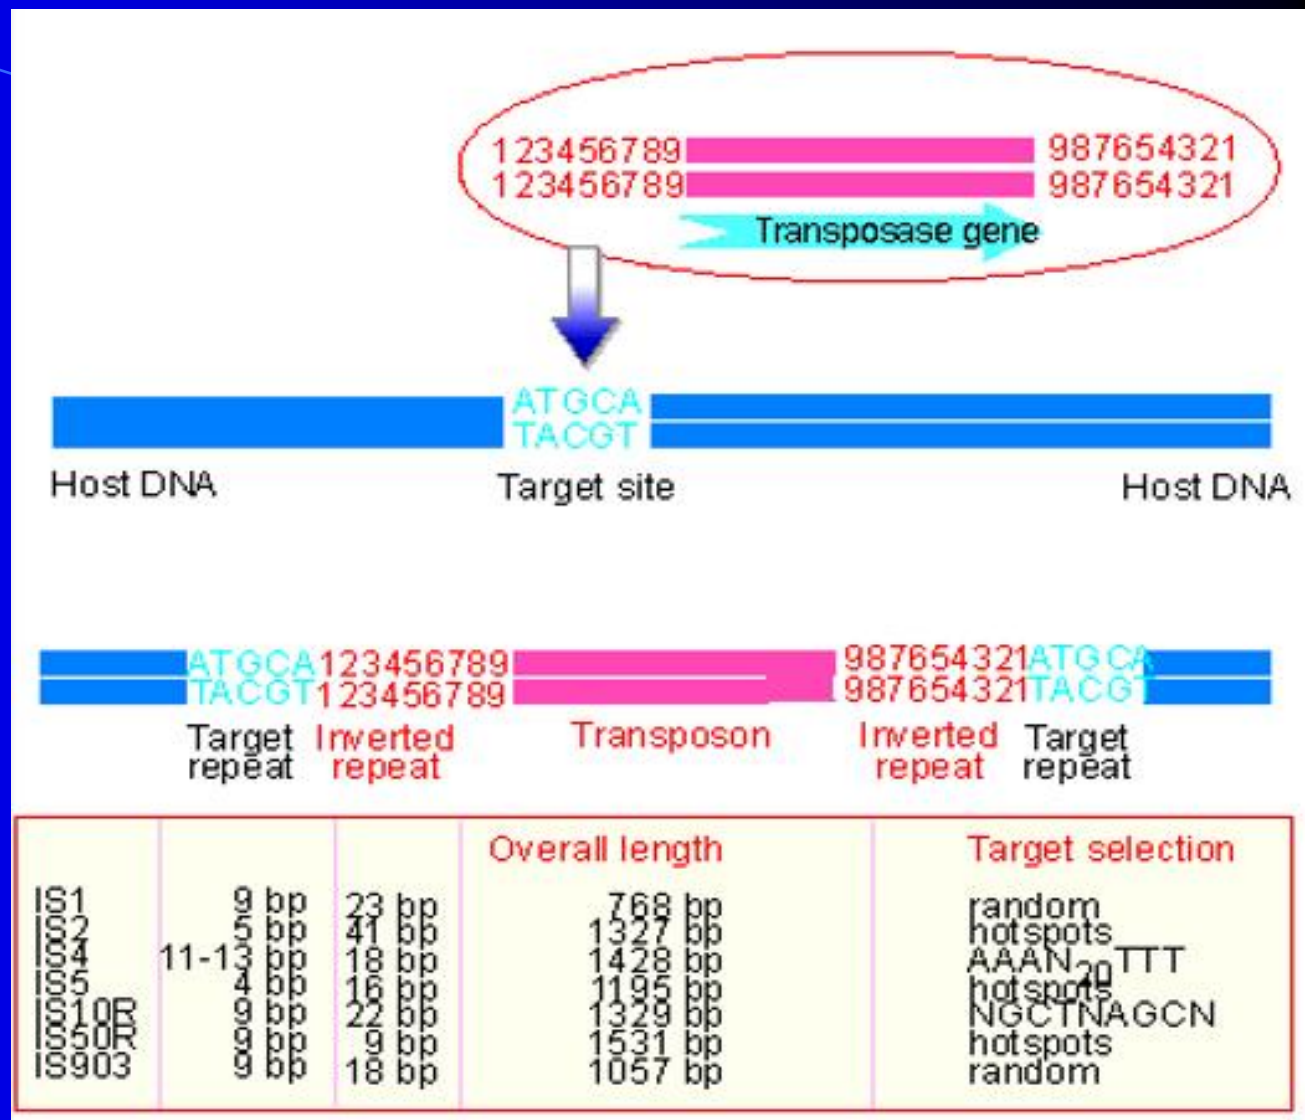 123456789 987654321
123456789 987654321
Transposase gene
ATGCA
TACGT
Host DNA Target site Host DNA
ATGCA123456789 987654321ATGCA
TACGT123456789 987654321TACGT
Target repeat Inverted repeat Transposon Inverted repeat Target repeat
Overall length Target selection
IS1 9 bp 23 bp 768 bp random
IS2 5 bp 41 bp 1327 bp hotspots
IS4 11-13 bp 18 bp 1428 bp AAAN20TTT
IS5 4 bp 16 bp 1195 bp hotspots
IS10R 9 bp 22 bp 1329 bp NGCTNAGCN
IS50R 9 bp 9 bp 1531 bp hotspots
IS903 9 bp 18 bp 1057 bp random